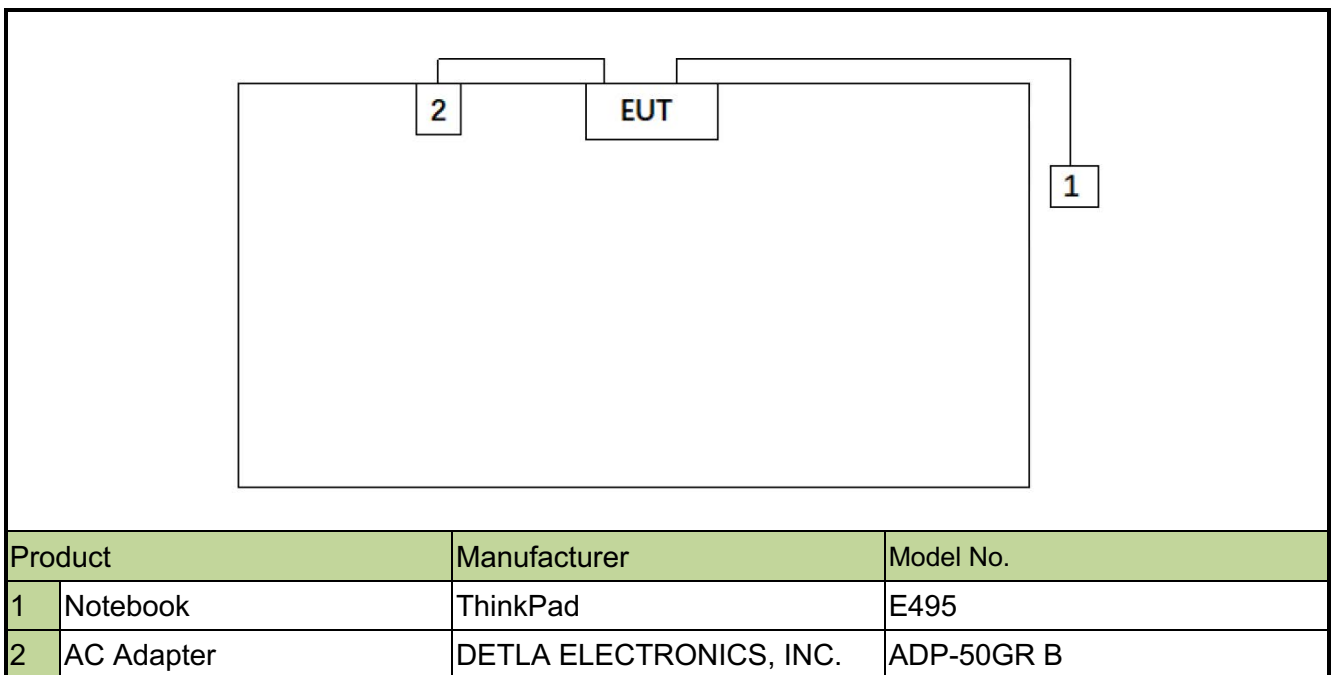 2 EUT
1
Product Manufacturer Model No.
1 Notebook ThinkPad E495
2 AC Adapter DETLA ELECTRONICS, INC. ADP-50GR B